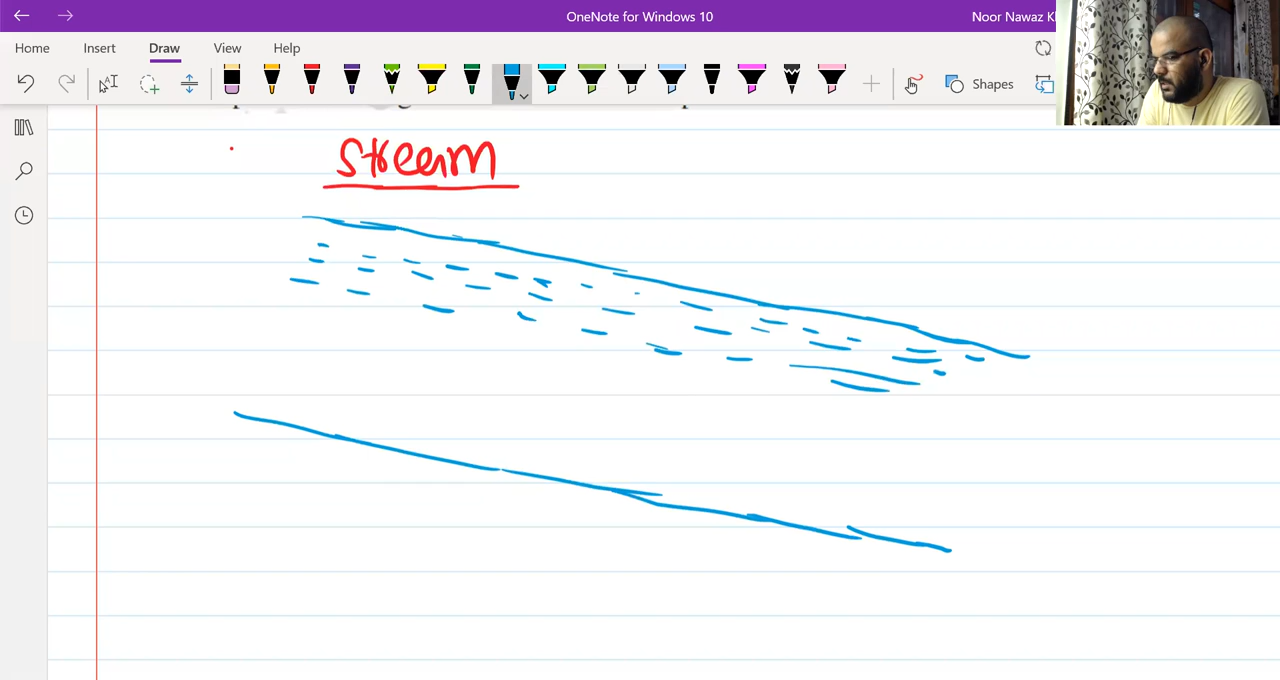 OneNote for Windows 10
Noor Nawaz
Home Insert Draw View Help
Shapes
Stream